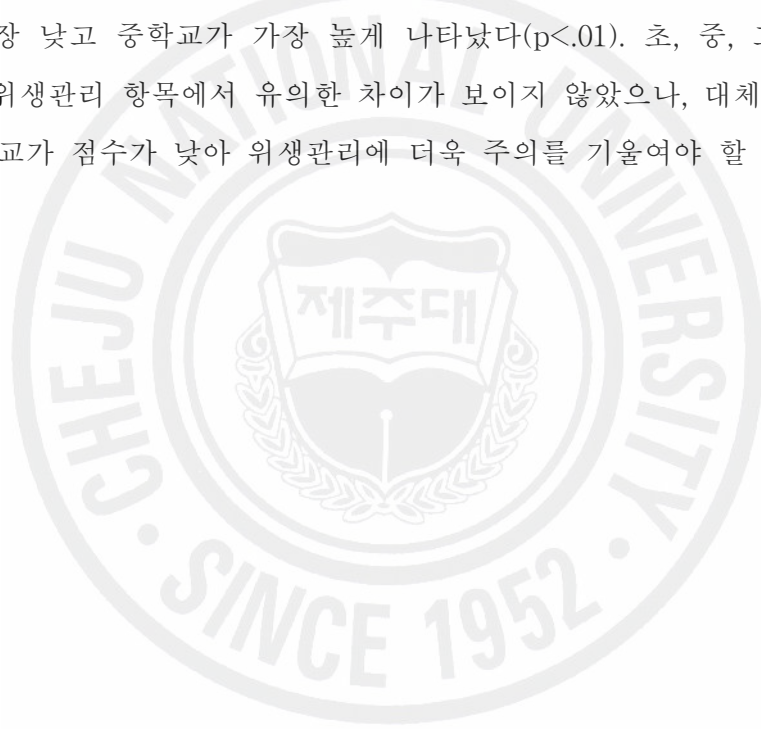 장 낮고 중학교가 가장 높게 나타났다(p<.01). 초, 중,
위생관리 항목에서 유의한 차이가 보이지 않았으나, 대체
교가 점수가 낮아 위생관리에 더욱 주의를 기울여야 할
CHEJU NATIONAL UNIVERSITY
제주대
SINCE 1952